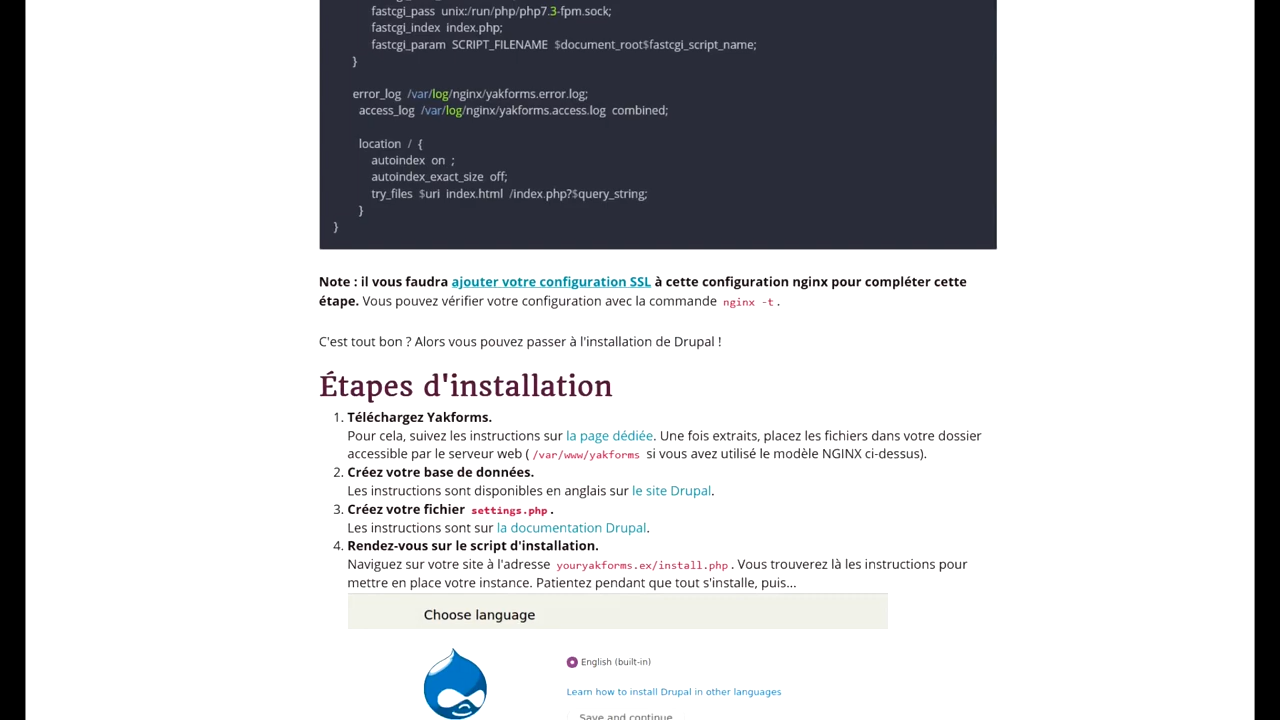 fastcgi_pass unix:/run/php/php7.3-fpm.sock;
fastcgi_index index.php;
fastcgi_param SCRIPT_FILENAME $document_root$fastcgi_script_name;
}
error_log /var/log/nginx/yakforms.error.log;
access_log /var/log/nginx/yakforms.access.log combined;
location / {
autoindex on ;
autoindex_exact_size off;
try_files $uri index.html /index.php?$query_string;
}
}
Note : il vous faudra ajouter votre configuration SSL à cette configuration nginx pour compléter cette
étape. Vous pouvez vérifier votre configuration avec la commande nginx -t .
C'est tout bon ? Alors vous pouvez passer à l'installation de Drupal !
Étapes d'installation
1. Téléchargez Yakforms.
Pour cela, suivez les instructions sur la page dédiée. Une fois extraits, placez les fichiers dans votre dossier
accessible par le serveur web ( /var/www/yakforms si vous avez utilisé le modèle NGINX ci-dessus).
2. Créez votre base de données.
Les instructions sont disponibles en anglais sur le site Drupal.
3. Créez votre fichier settings.php .
Les instructions sont sur la documentation Drupal.
4. Rendez-vous sur le script d'installation.
Naviguez sur votre site à l'adresse youryakforms.ex/install.php . Vous trouverez là les instructions pour
mettre en place votre instance. Patientez pendant que tout s'installe, puis...
Choose language
English (built-in)
Learn how to install Drupal in other languages
Save and continue